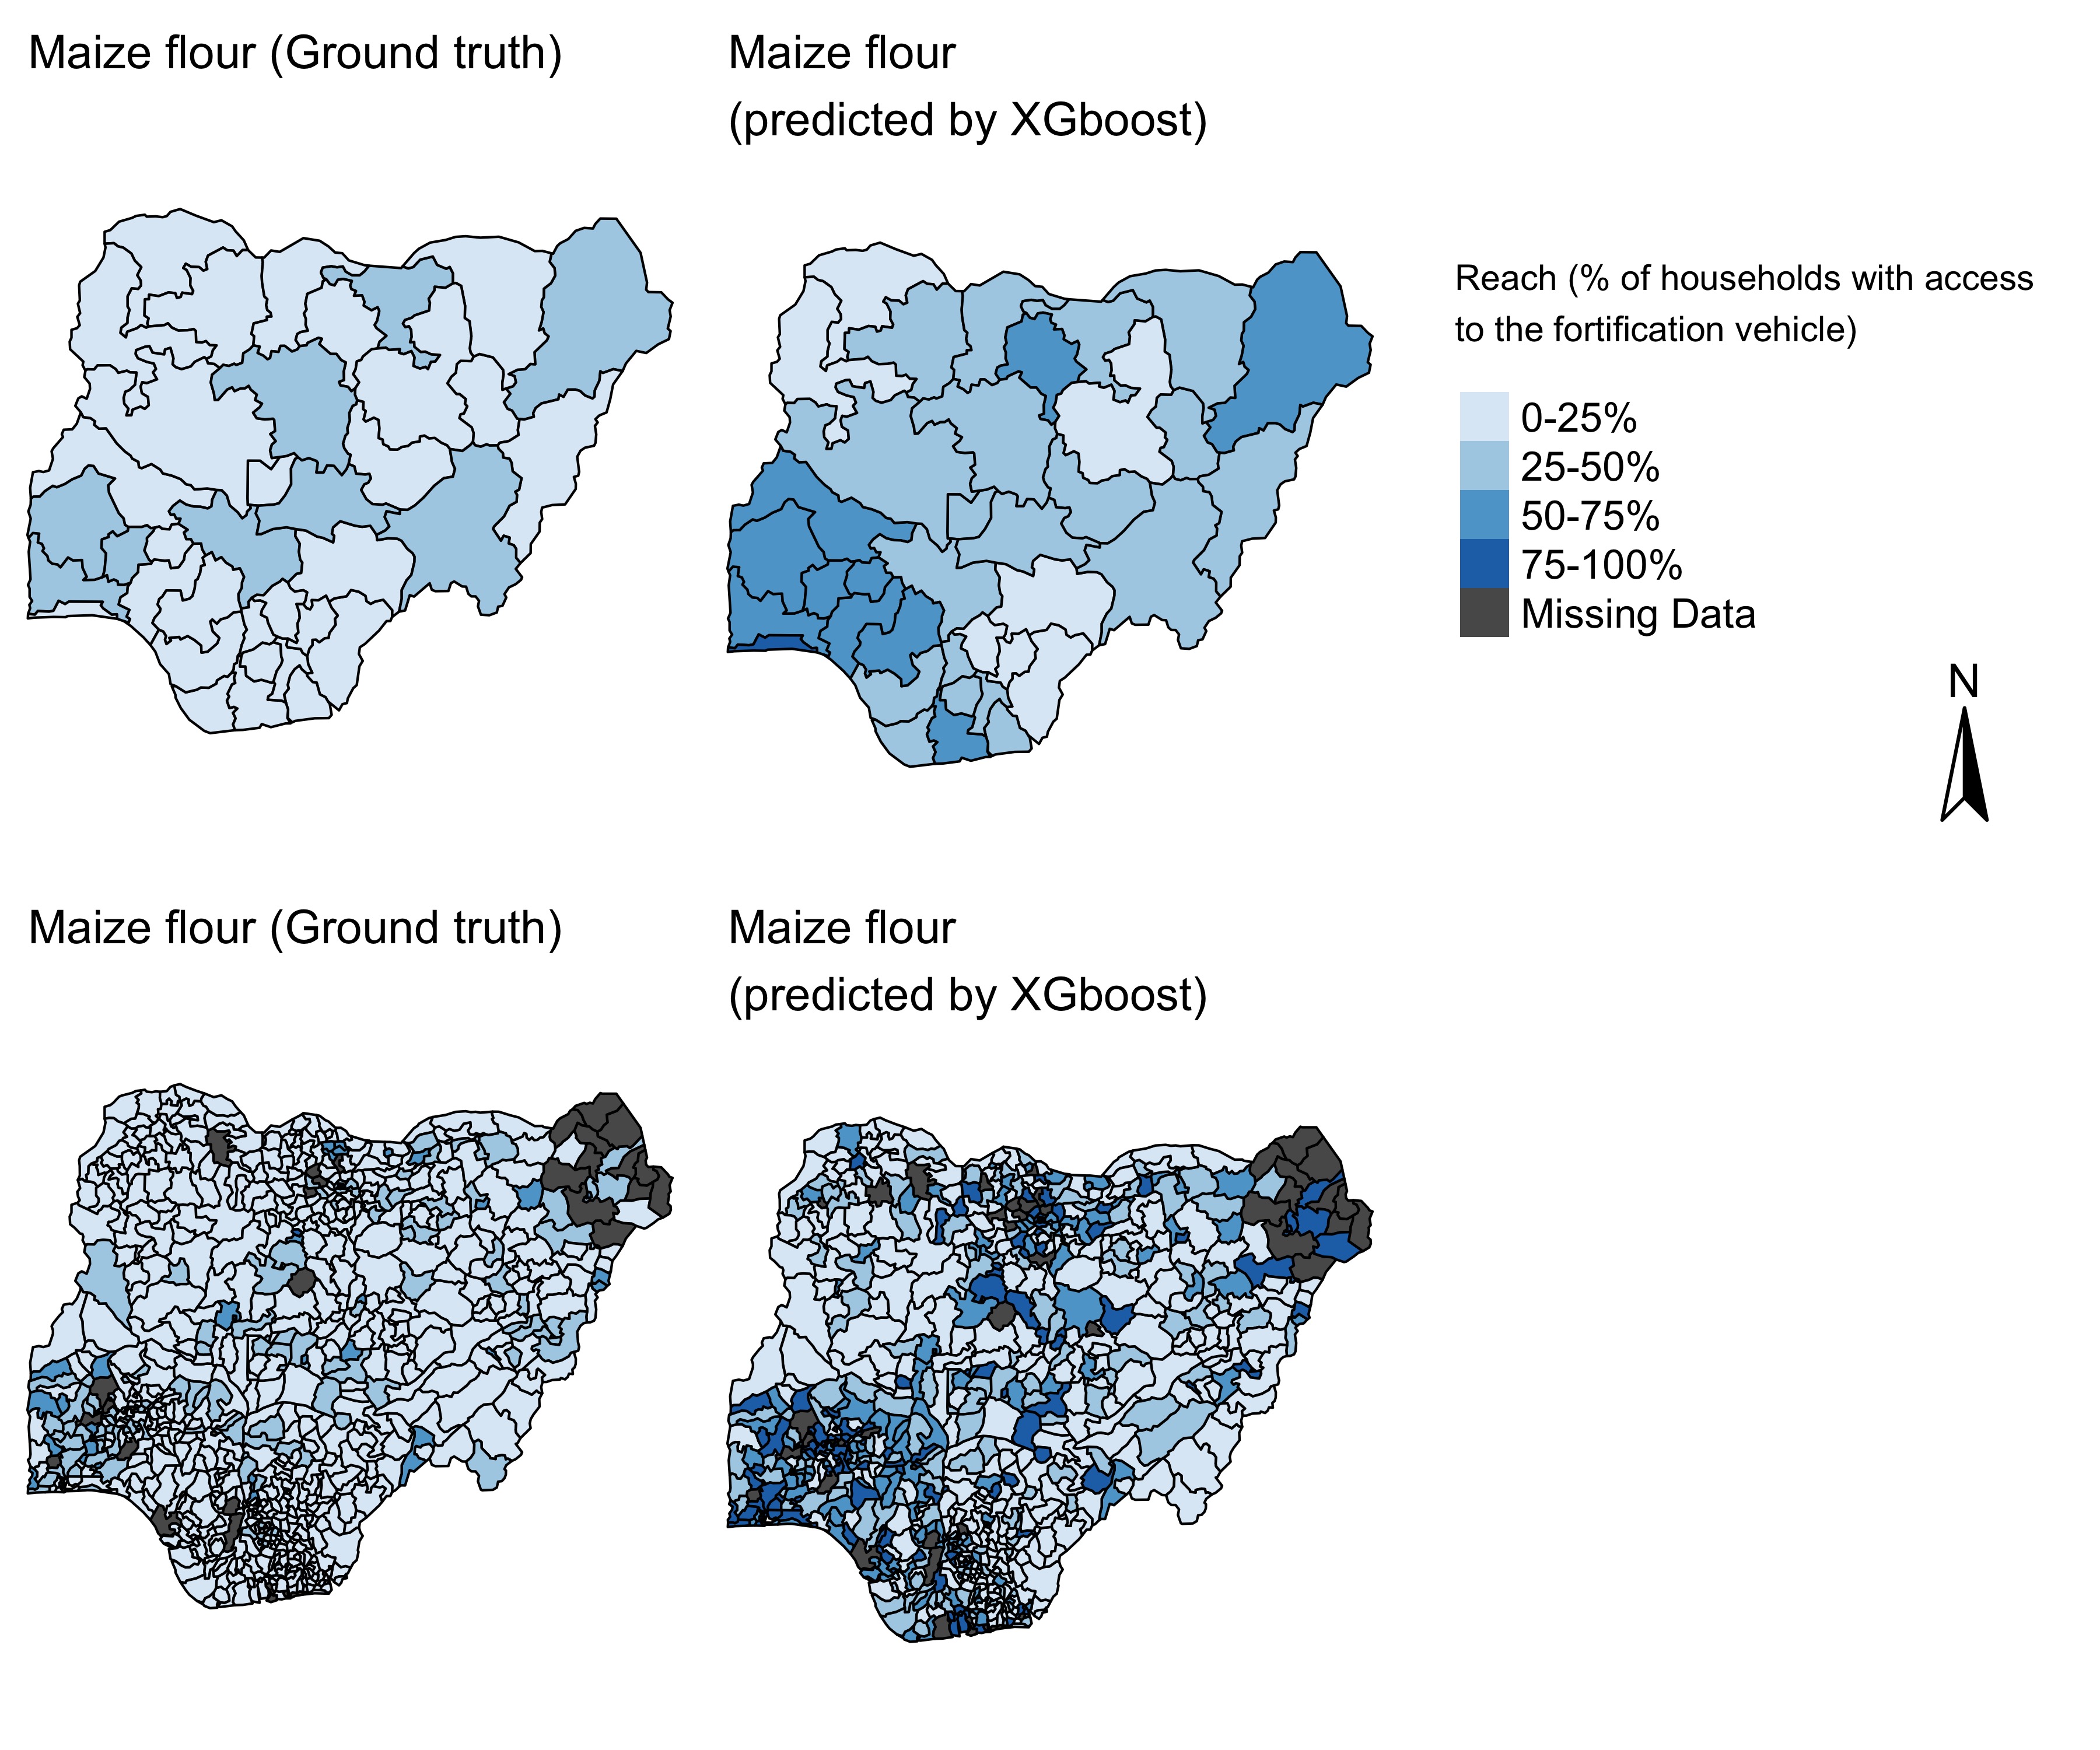 Maize flour (Ground truth)
Maize flour
(predicted by XGboost)
Reach (% of households with access
to the fortification vehicle)
0-25%
25-50%
50-75%
75-100%
Missing Data
N
Maize flour (Ground truth)
Maize flour
(predicted by XGboost)